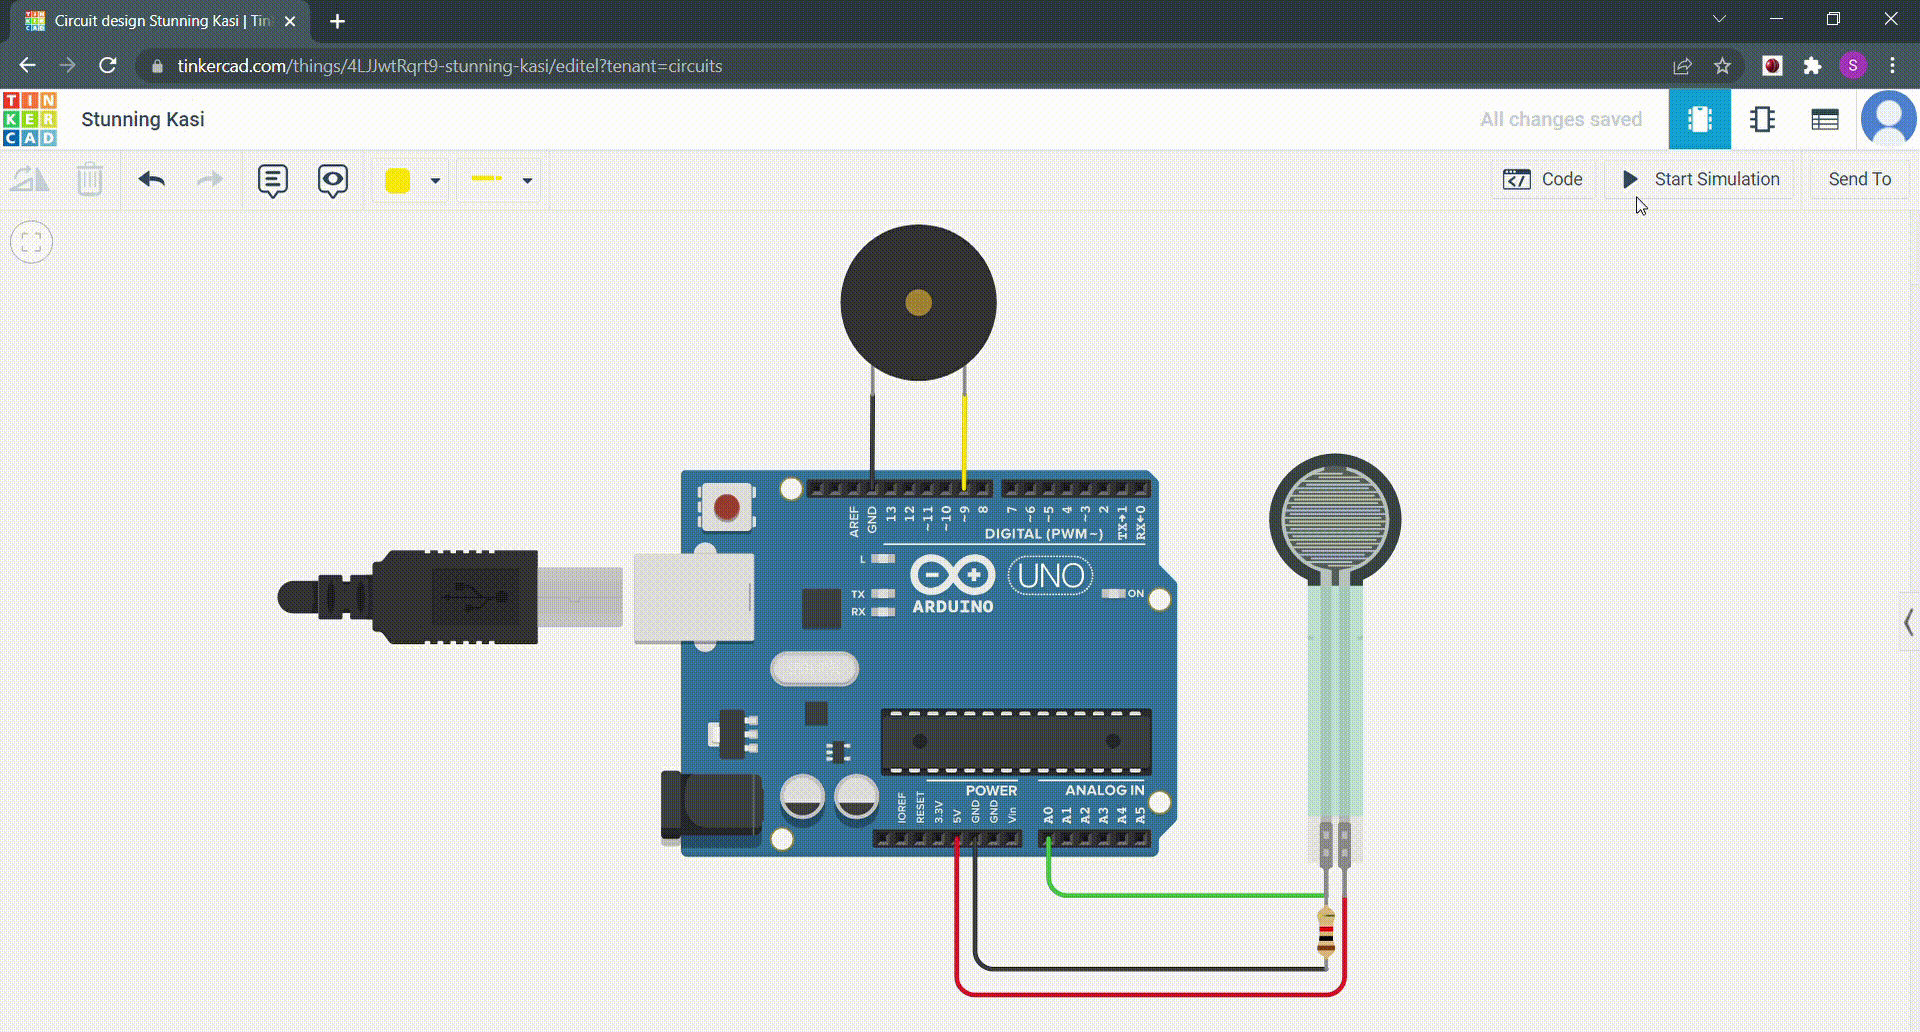 Circuit design Stunning Kasi | Tin
tinkercad.com/things/4LJJwtRqrt9-stunning-kasi/editel?tenant=circuits
S
TIN
KER
CAD
Stunning Kasi
All changes saved
Code
Start Simulation
Send To
AREF
GND
13
12
~11
~10
~9
8
7
~6
~5
4
~3
2
TX→1
RX←0
DIGITAL (PWM~)
L
TX
RX
UNO
ARDUINO
ON
POWER
ANALOG IN
IOREF
RESET
3.3V
5V
GND
GND
Vin
A0
A1
A2
A3
A4
A5